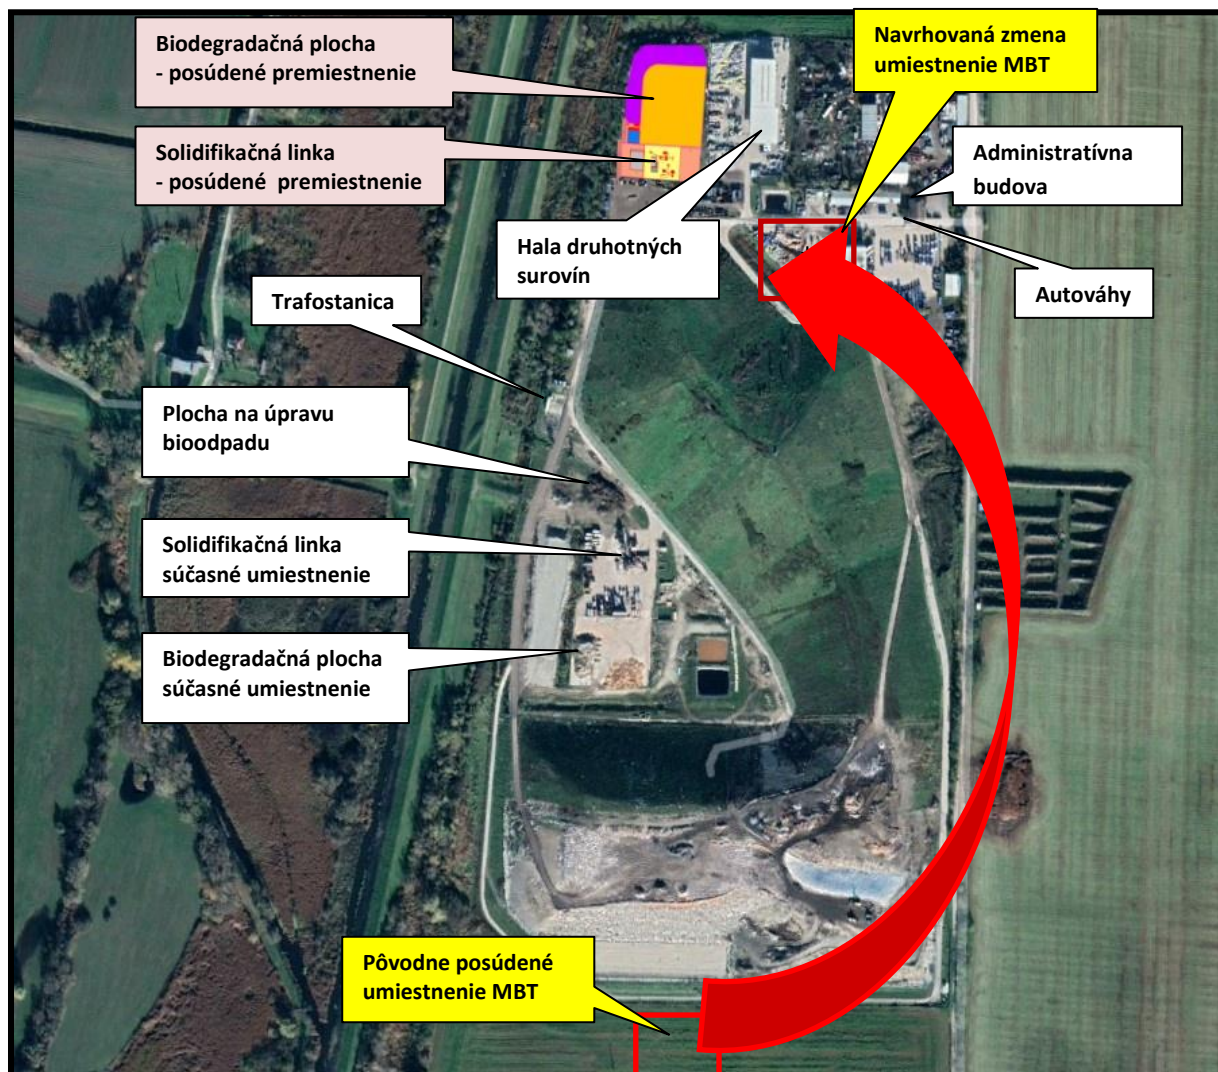 Biodegradačná plocha
- posúdené premiestnenie
Navrhovaná zmena
umiestnenie MBT
Solidifikačná linka
- posúdené  premiestnenie
Administratívna
budova
Hala druhotných
surovín
Trafostanica
Autováhy
Plocha na úpravu
bioodpadu
Solidifikačná linka
súčasné umiestnenie
Biodegradačná plocha
súčasné umiestnenie
Pôvodne posúdené
umiestnenie MBT